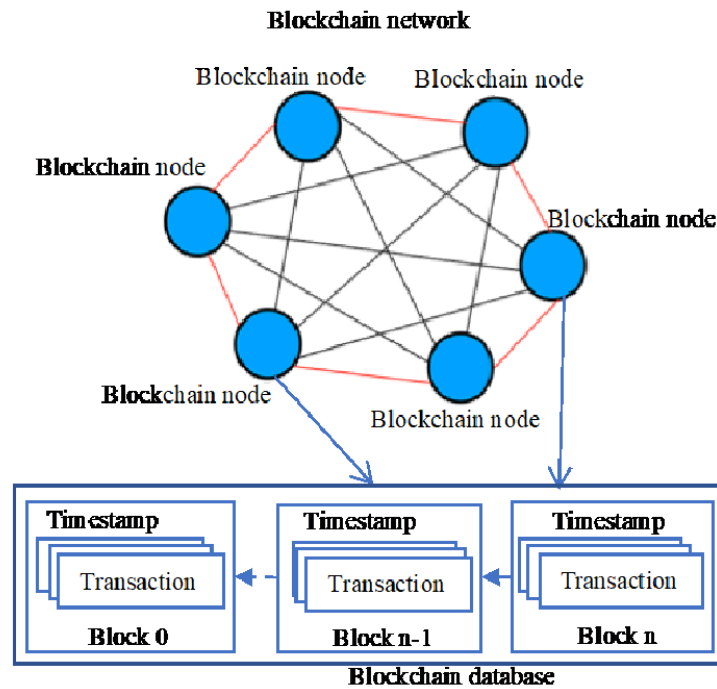 Blockchain network
Blockchain node
Blockchain node
Blockchain node
Blockchain node
Blockchain node
Blockchain node
Timestamp
Transaction
Block 0
Timestamp
Transaction
Block n-1
Timestamp
Transaction
Block n
Blockchain database